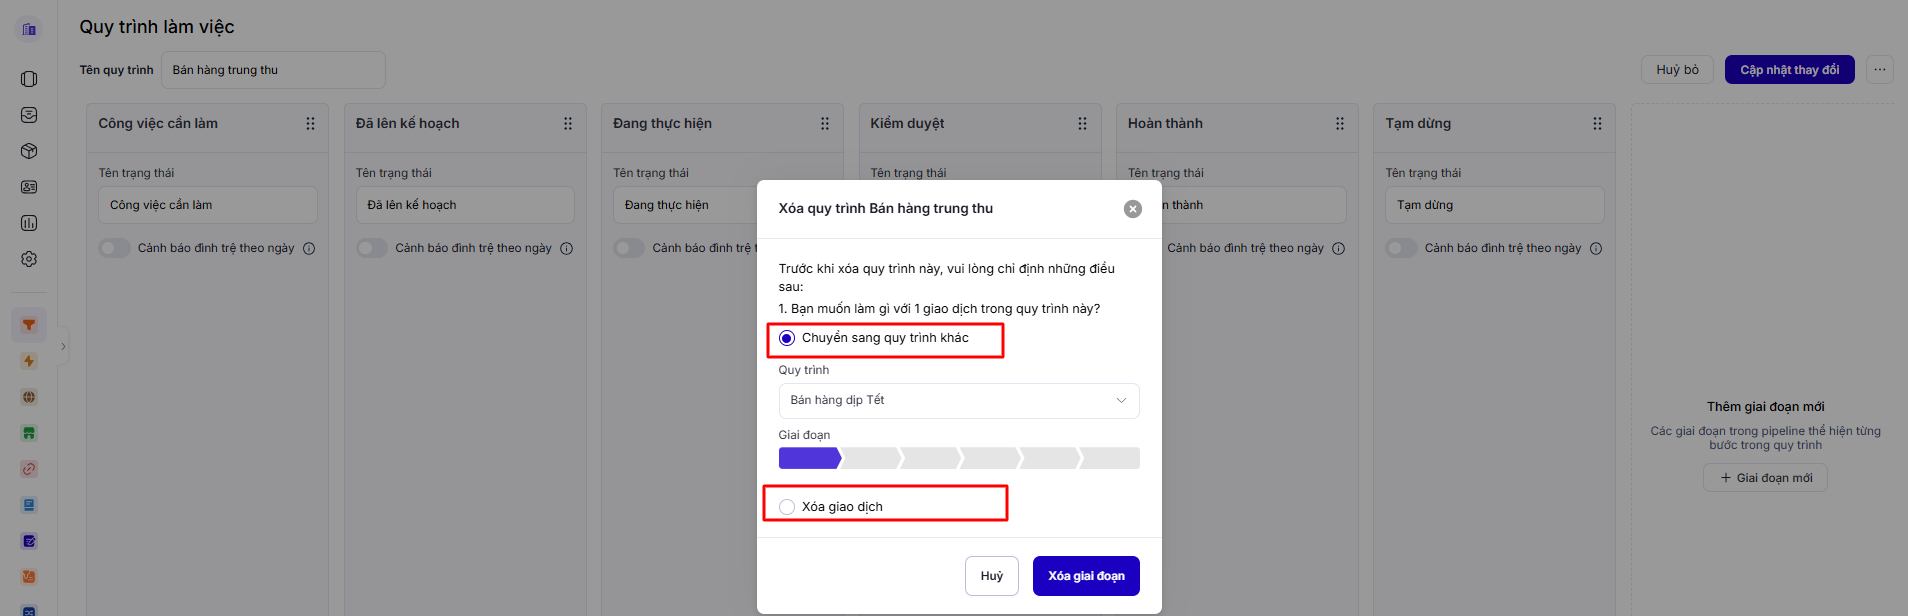 Quy trình làm việc
Tên quy trình
Bán hàng trung thu
Huỷ bỏ
Cập nhật thay đổi
Công việc cần làm
Đã lên kế hoạch
Đang thực hiện
Kiểm duyệt
Hoàn thành
Tạm dừng
Tên trạng thái
Tên trạng thái
Tên trạng thái
Tên trạng thái
Tên trạng thái
Tên trạng thái
Công việc cần làm
Đã lên kế hoạch
Đang thực hiện
n thành
Tạm dừng
Cảnh báo đình trệ theo ngày
Cảnh báo đình trệ theo ngày
Cảnh báo đình trệ
Cảnh báo đình trệ theo ngày
Cảnh báo đình trệ theo ngày
Xóa quy trình Bán hàng trung thu
Trước khi xóa quy trình này, vui lòng chỉ định những điều
sau:
1. Bạn muốn làm gì với 1 giao dịch trong quy trình này?
Chuyển sang quy trình khác
Quy trình
Bán hàng dịp Tết
Giai đoạn
Xóa giao dịch
Huỷ
Xóa giai đoạn
Thêm giai đoạn mới
Các giai đoạn trong pipeline thể hiện từng
bước trong quy trình
+ Giai đoạn mới